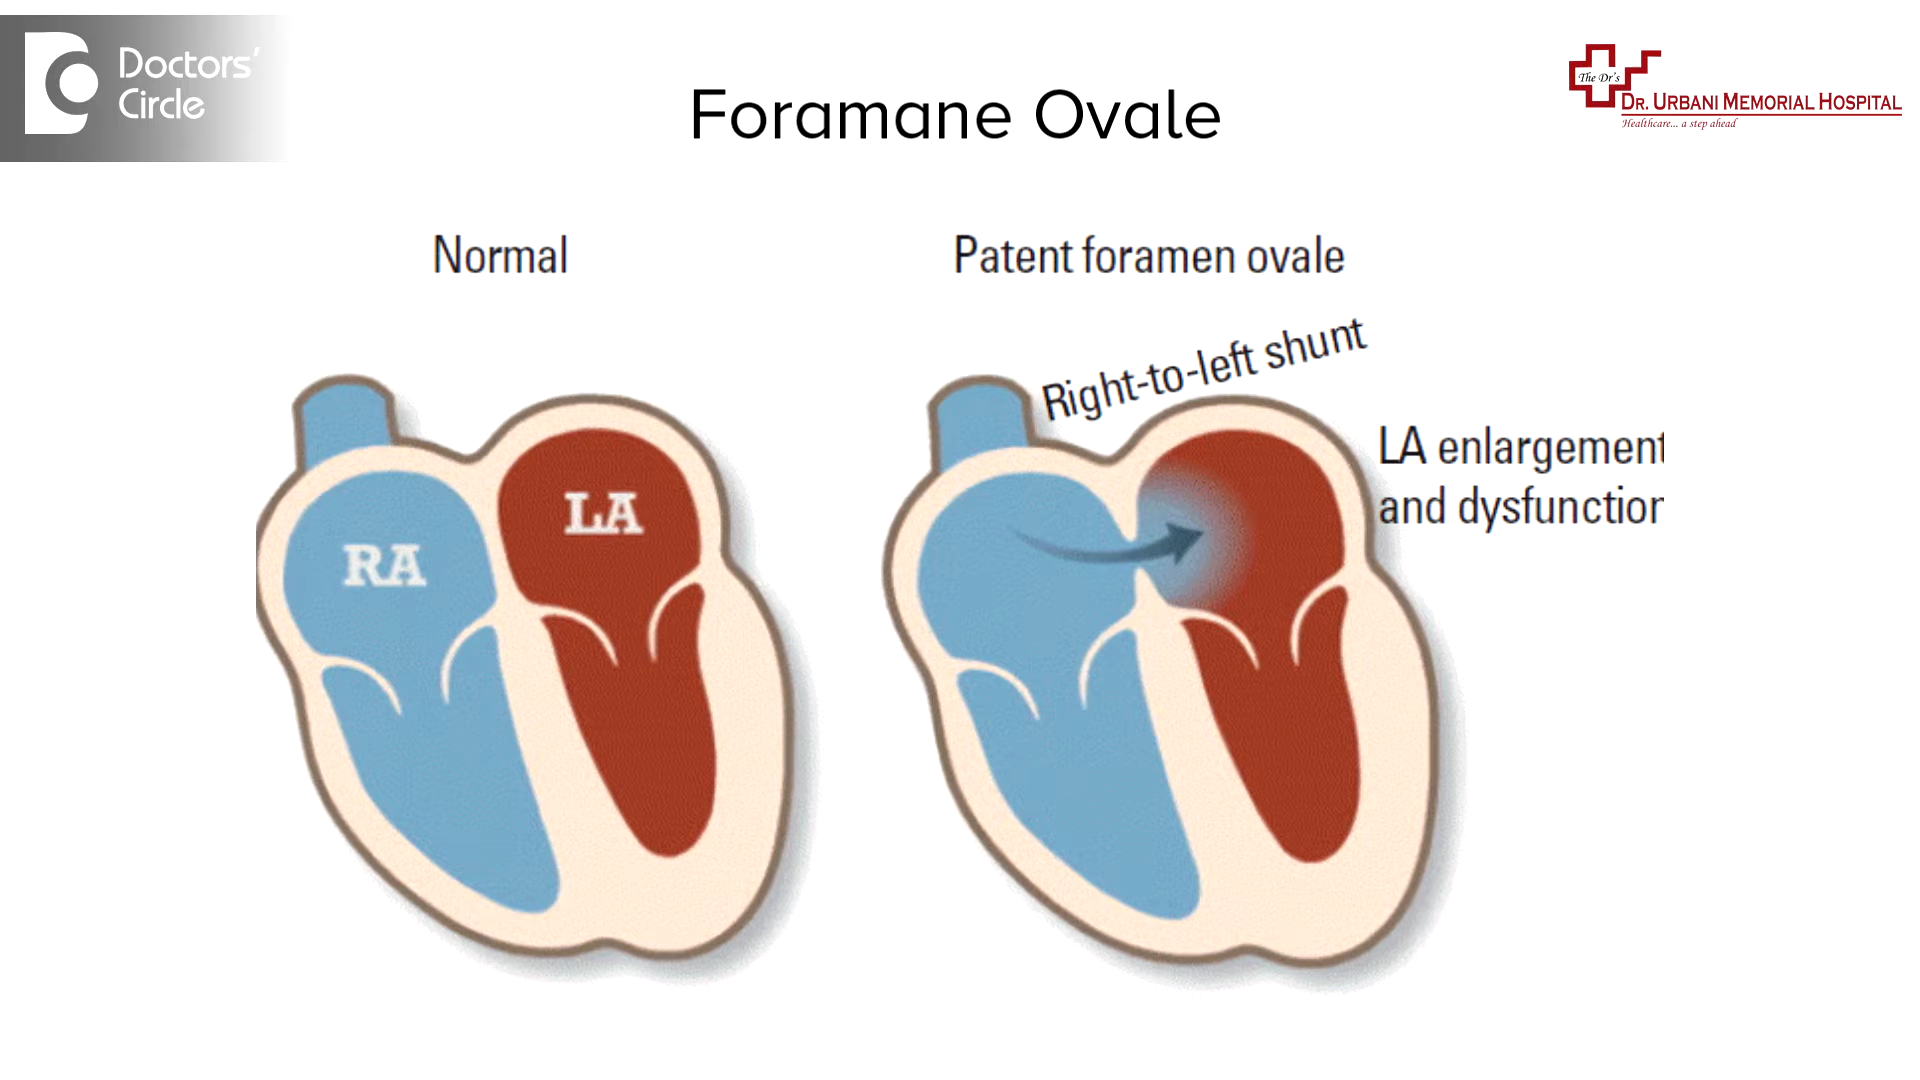 Doctors'
Circle
Foramane Ovale
The Dr's
DR. URBANI MEMORIAL HOSPITAL
Healthcare... a step ahead
Normal
Patent foramen ovale
Right-to-left shunt
LA enlargement
and dysfunction
RA
LA